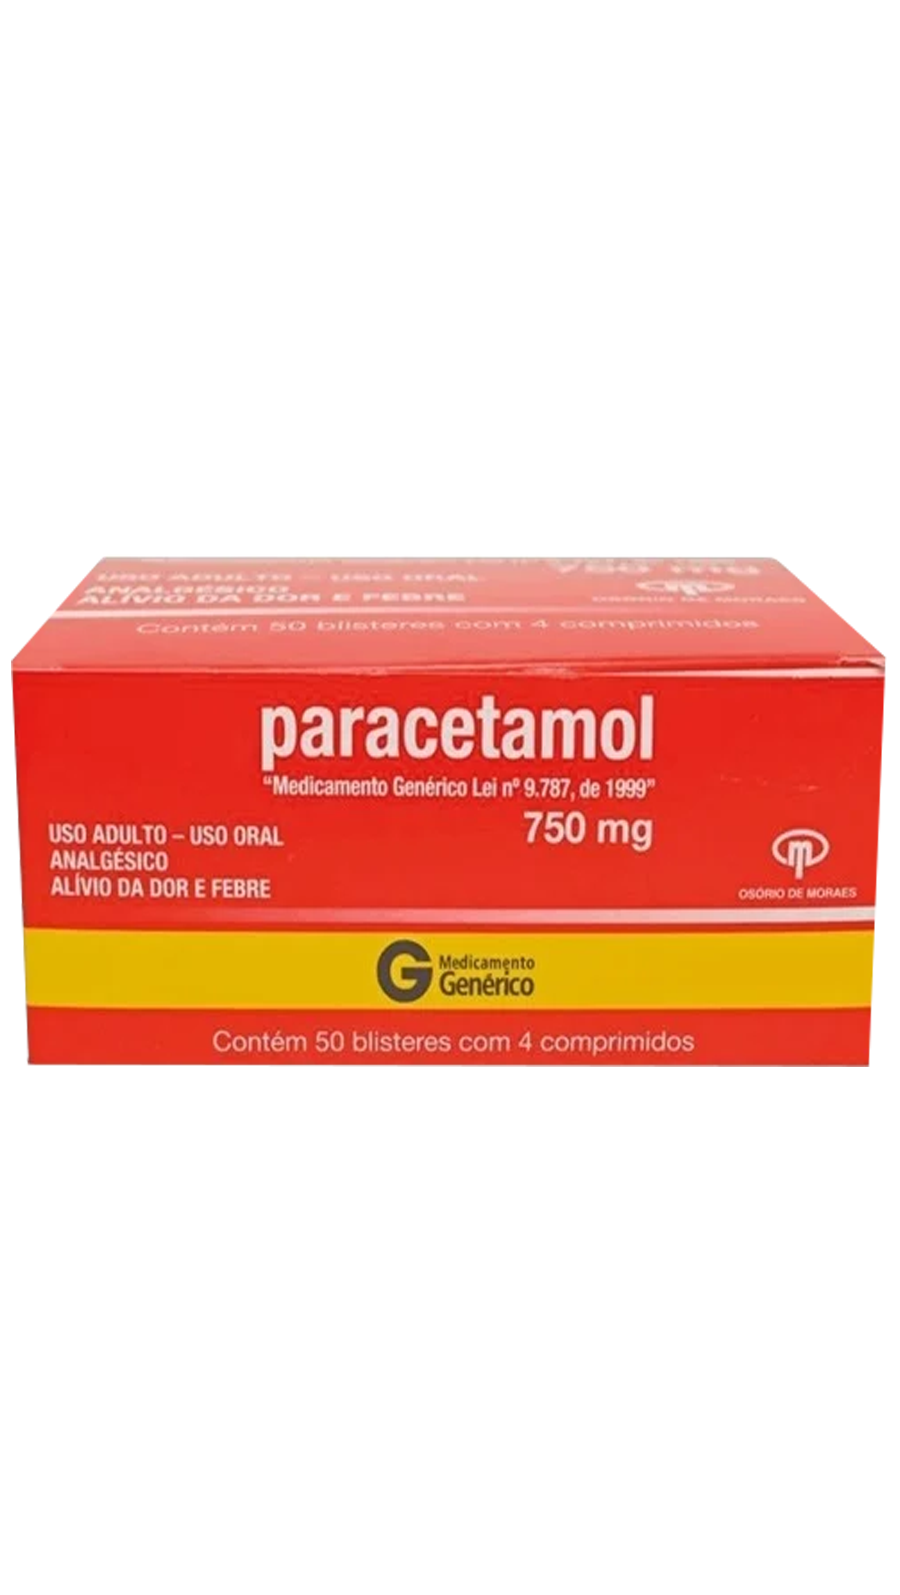 750 mg
USO ADULTO – USO ORAL
ANALGÉSICO
ALÍVIO DA DOR E FEBRE
OSÓRIO DE MORAES
Contém 50 blisteres com 4 comprimidos
paracetamol
“Medicamento Genérico Lei nº 9.787, de 1999”
750 mg
USO ADULTO – USO ORAL
ANALGÉSICO
ALÍVIO DA DOR E FEBRE
OSÓRIO DE MORAES
G Medicamento
Genérico
Contém 50 blisteres com 4 comprimidos